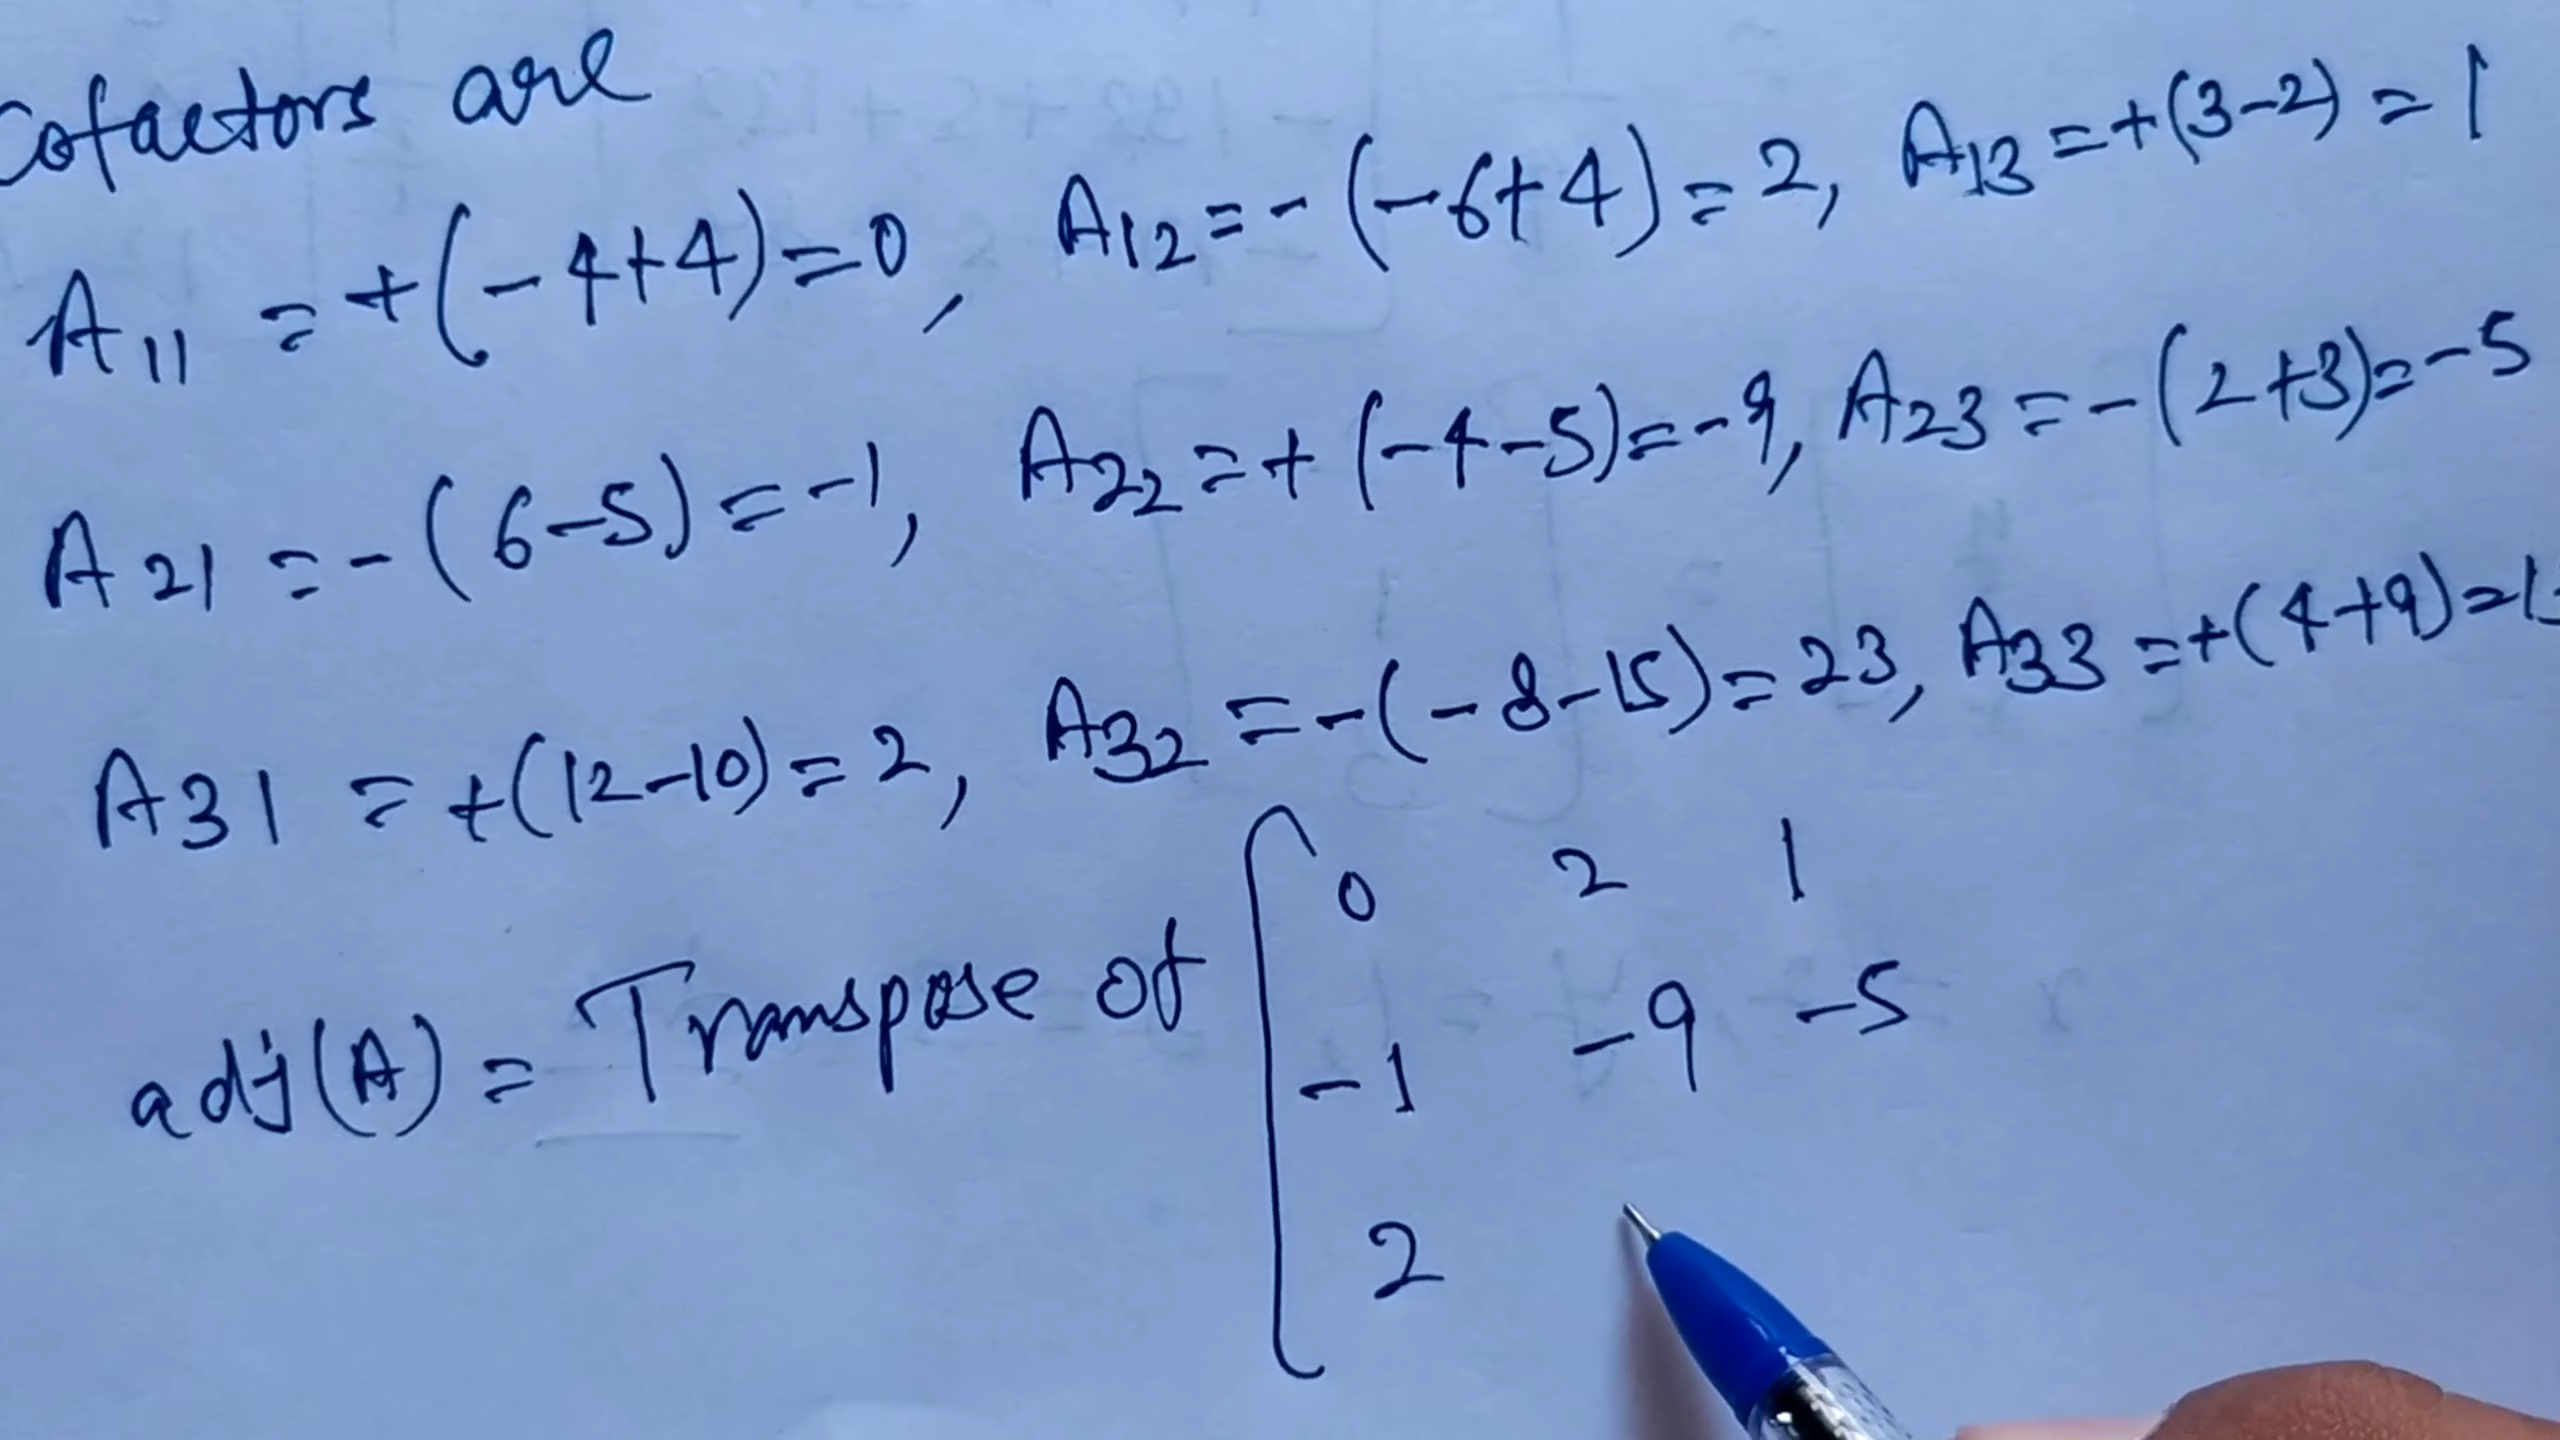 cofactors are
A11 = +(-4+4)=0, A12 = -(-6+4)=2, A13 = +(3-2) = 1
A21 = -(6-5) = -1, A22 = +(-4-5) = -9, A23 = -(2+3) = -5
A31 = +(12-10) = 2, A32 = -(-8-15) = 23, A33 = +(4+9) = 1
0 2 1
adj(A) = Transpose of
-1 -9 -5
2